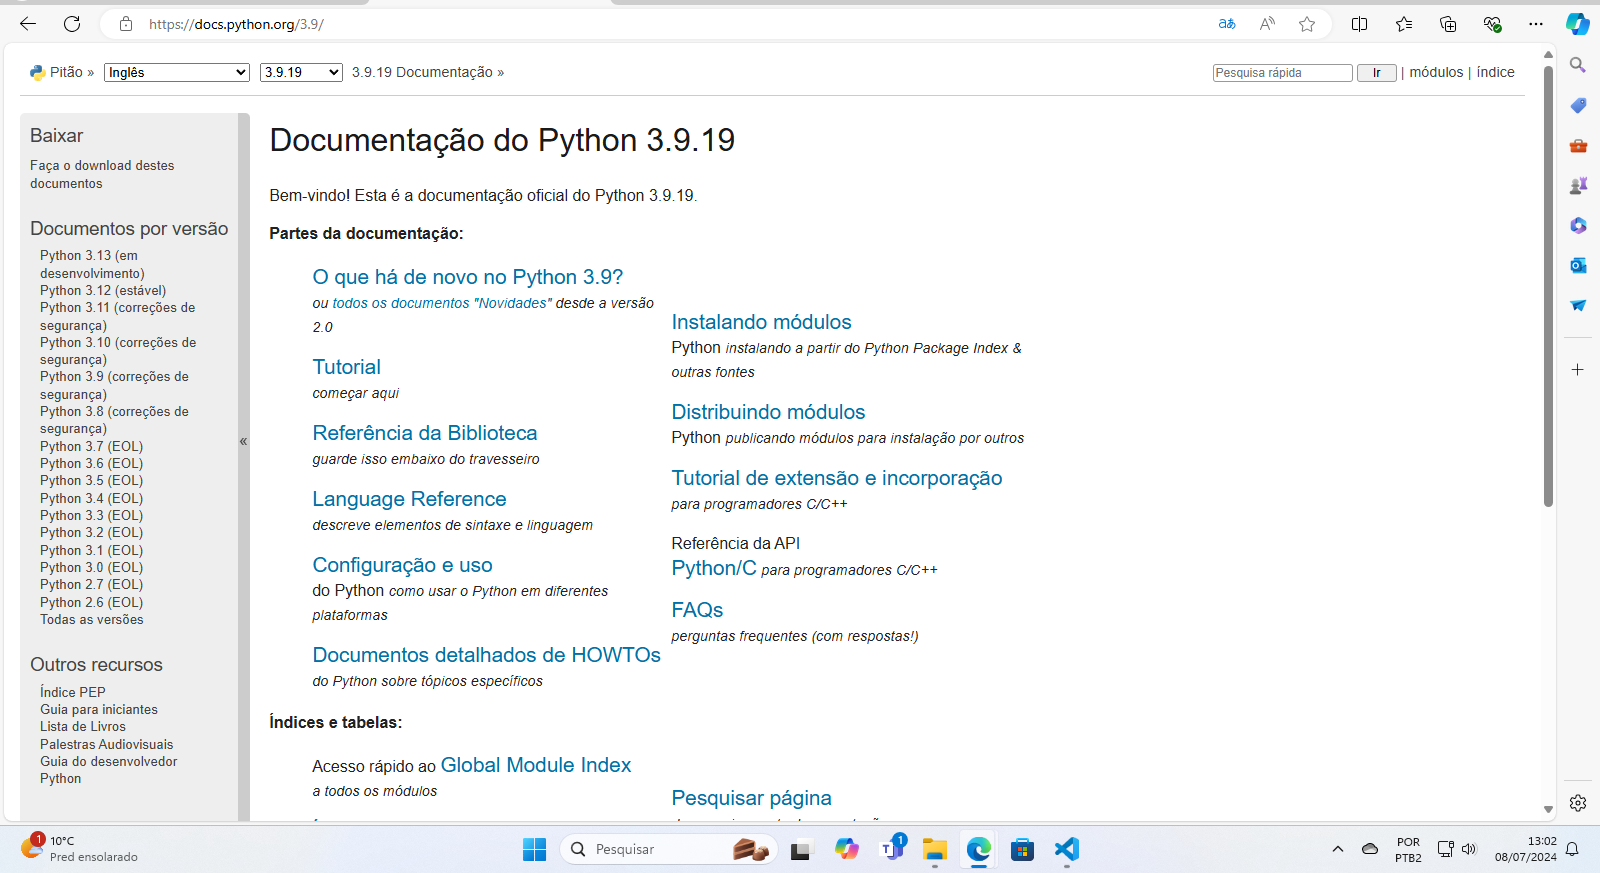 https://docs.python.org/3.9/
Pitão » Inglês 3.9.19 3.9.19 Documentação »
Pesquisa rápida Ir | módulos | índice
Baixar
Faça o download destes
documentos
Documentos por versão
Python 3.13 (em
desenvolvimento)
Python 3.12 (estável)
Python 3.11 (correções de
segurança)
Python 3.10 (correções de
segurança)
Python 3.9 (correções de
segurança)
Python 3.8 (correções de
segurança)
Python 3.7 (EOL)
Python 3.6 (EOL)
Python 3.5 (EOL)
Python 3.4 (EOL)
Python 3.3 (EOL)
Python 3.2 (EOL)
Python 3.1 (EOL)
Python 3.0 (EOL)
Python 2.7 (EOL)
Python 2.6 (EOL)
Todas as versões
Outros recursos
Índice PEP
Guia para iniciantes
Lista de Livros
Palestras Audiovisuais
Guia do desenvolvedor
Python
«
Documentação do Python 3.9.19
Bem-vindo! Esta é a documentação oficial do Python 3.9.19.
Partes da documentação:
O que há de novo no Python 3.9?
ou todos os documentos "Novidades" desde a versão
2.0
Tutorial
começar aqui
Referência da Biblioteca
guarde isso embaixo do travesseiro
Language Reference
descreve elementos de sintaxe e linguagem
Configuração e uso
do Python como usar o Python em diferentes
plataformas
Documentos detalhados de HOWTOs
do Python sobre tópicos específicos
Instalando módulos
Python instalando a partir do Python Package Index &
outras fontes
Distribuindo módulos
Python publicando módulos para instalação por outros
Tutorial de extensão e incorporação
para programadores C/C++
Referência da API
Python/C para programadores C/C++
FAQs
perguntas frequentes (com respostas!)
Índices e tabelas:
Acesso rápido ao Global Module Index
a todos os módulos
Pesquisar página
1
10°C
Pred ensolarado
Pesquisar
1
POR
PTB2
13:02
08/07/2024